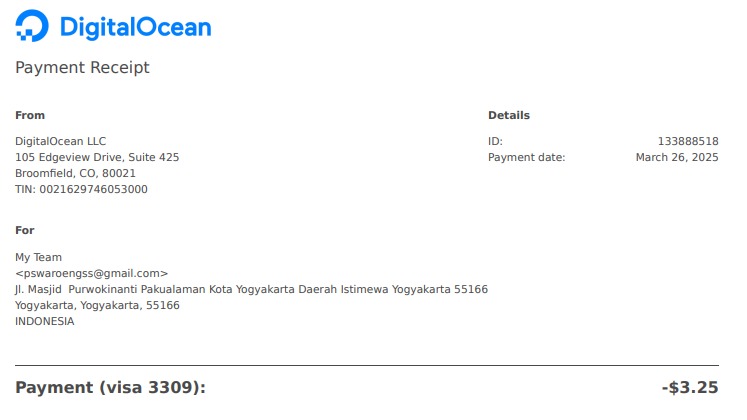 DigitalOcean
Payment Receipt
From
DigitalOcean LLC
105 Edgeview Drive, Suite 425
Broomfield, CO, 80021
TIN: 0021629746053000
Details
ID: 133888518
Payment date: March 26, 2025
For
My Team
<pswaroengss@gmail.com>
Jl. Masjid  Purwokinanti Pakualaman Kota Yogyakarta Daerah Istimewa Yogyakarta 55166
Yogyakarta, Yogyakarta, 55166
INDONESIA
Payment (visa 3309): -$3.25